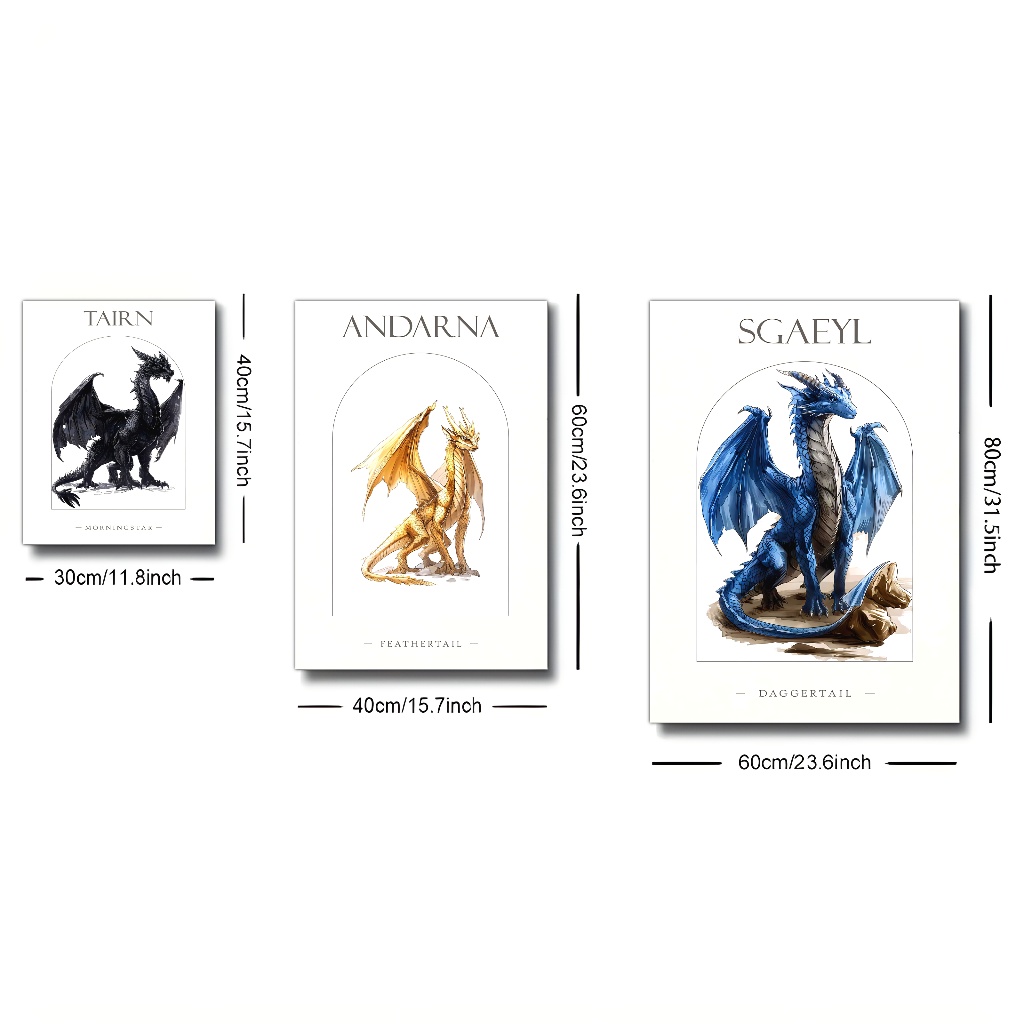 TAIRN
MORNINGSTAR
40cm/15.7inch
30cm/11.8inch
ANDARNA
FEATHERTAIL
60cm/23.6inch
40cm/15.7inch
SGAEYL
DAGGERTAIL
80cm/31.5inch
60cm/23.6inch